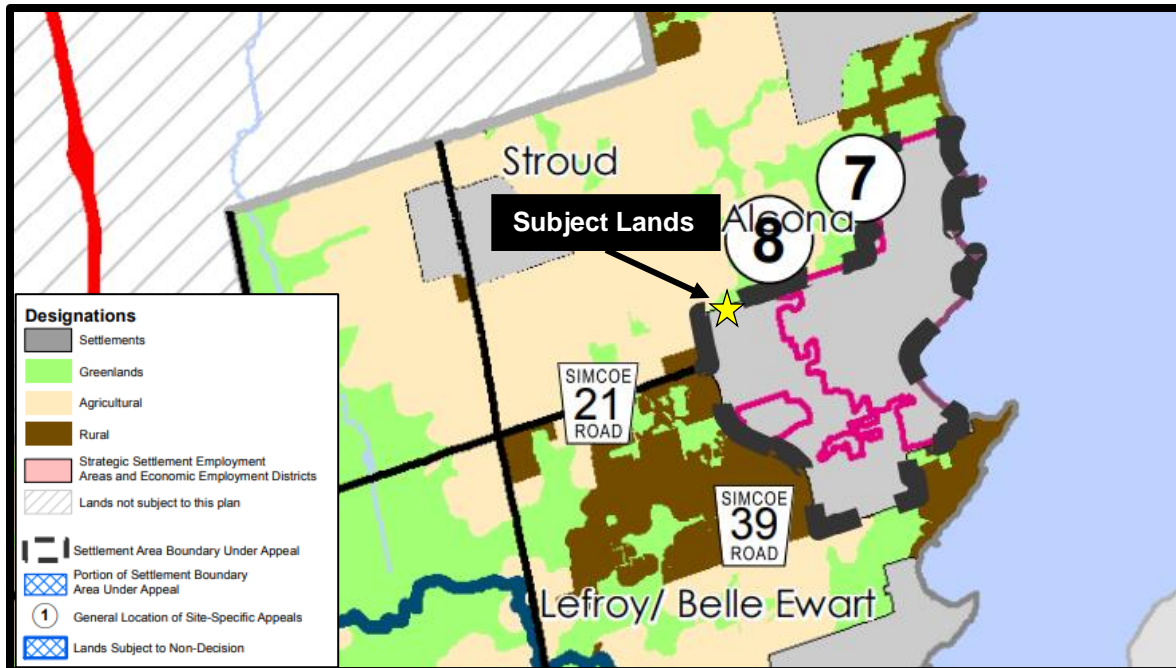 Stroud
7
Subject Lands
Alcona
8
SIMCOE
21
ROAD
SIMCOE
39
ROAD
Lefroy/ Belle Ewart
Designations
Settlements
Greenlands
Agricultural
Rural
Strategic Settlement Employment
Areas and Economic Employment Districts
Lands not subject to this plan
Settlement Area Boundary Under Appeal
Portion of Settlement Boundary
Area Under Appeal
1 General Location of Site-Specific Appeals
Lands Subject to Non-Decision